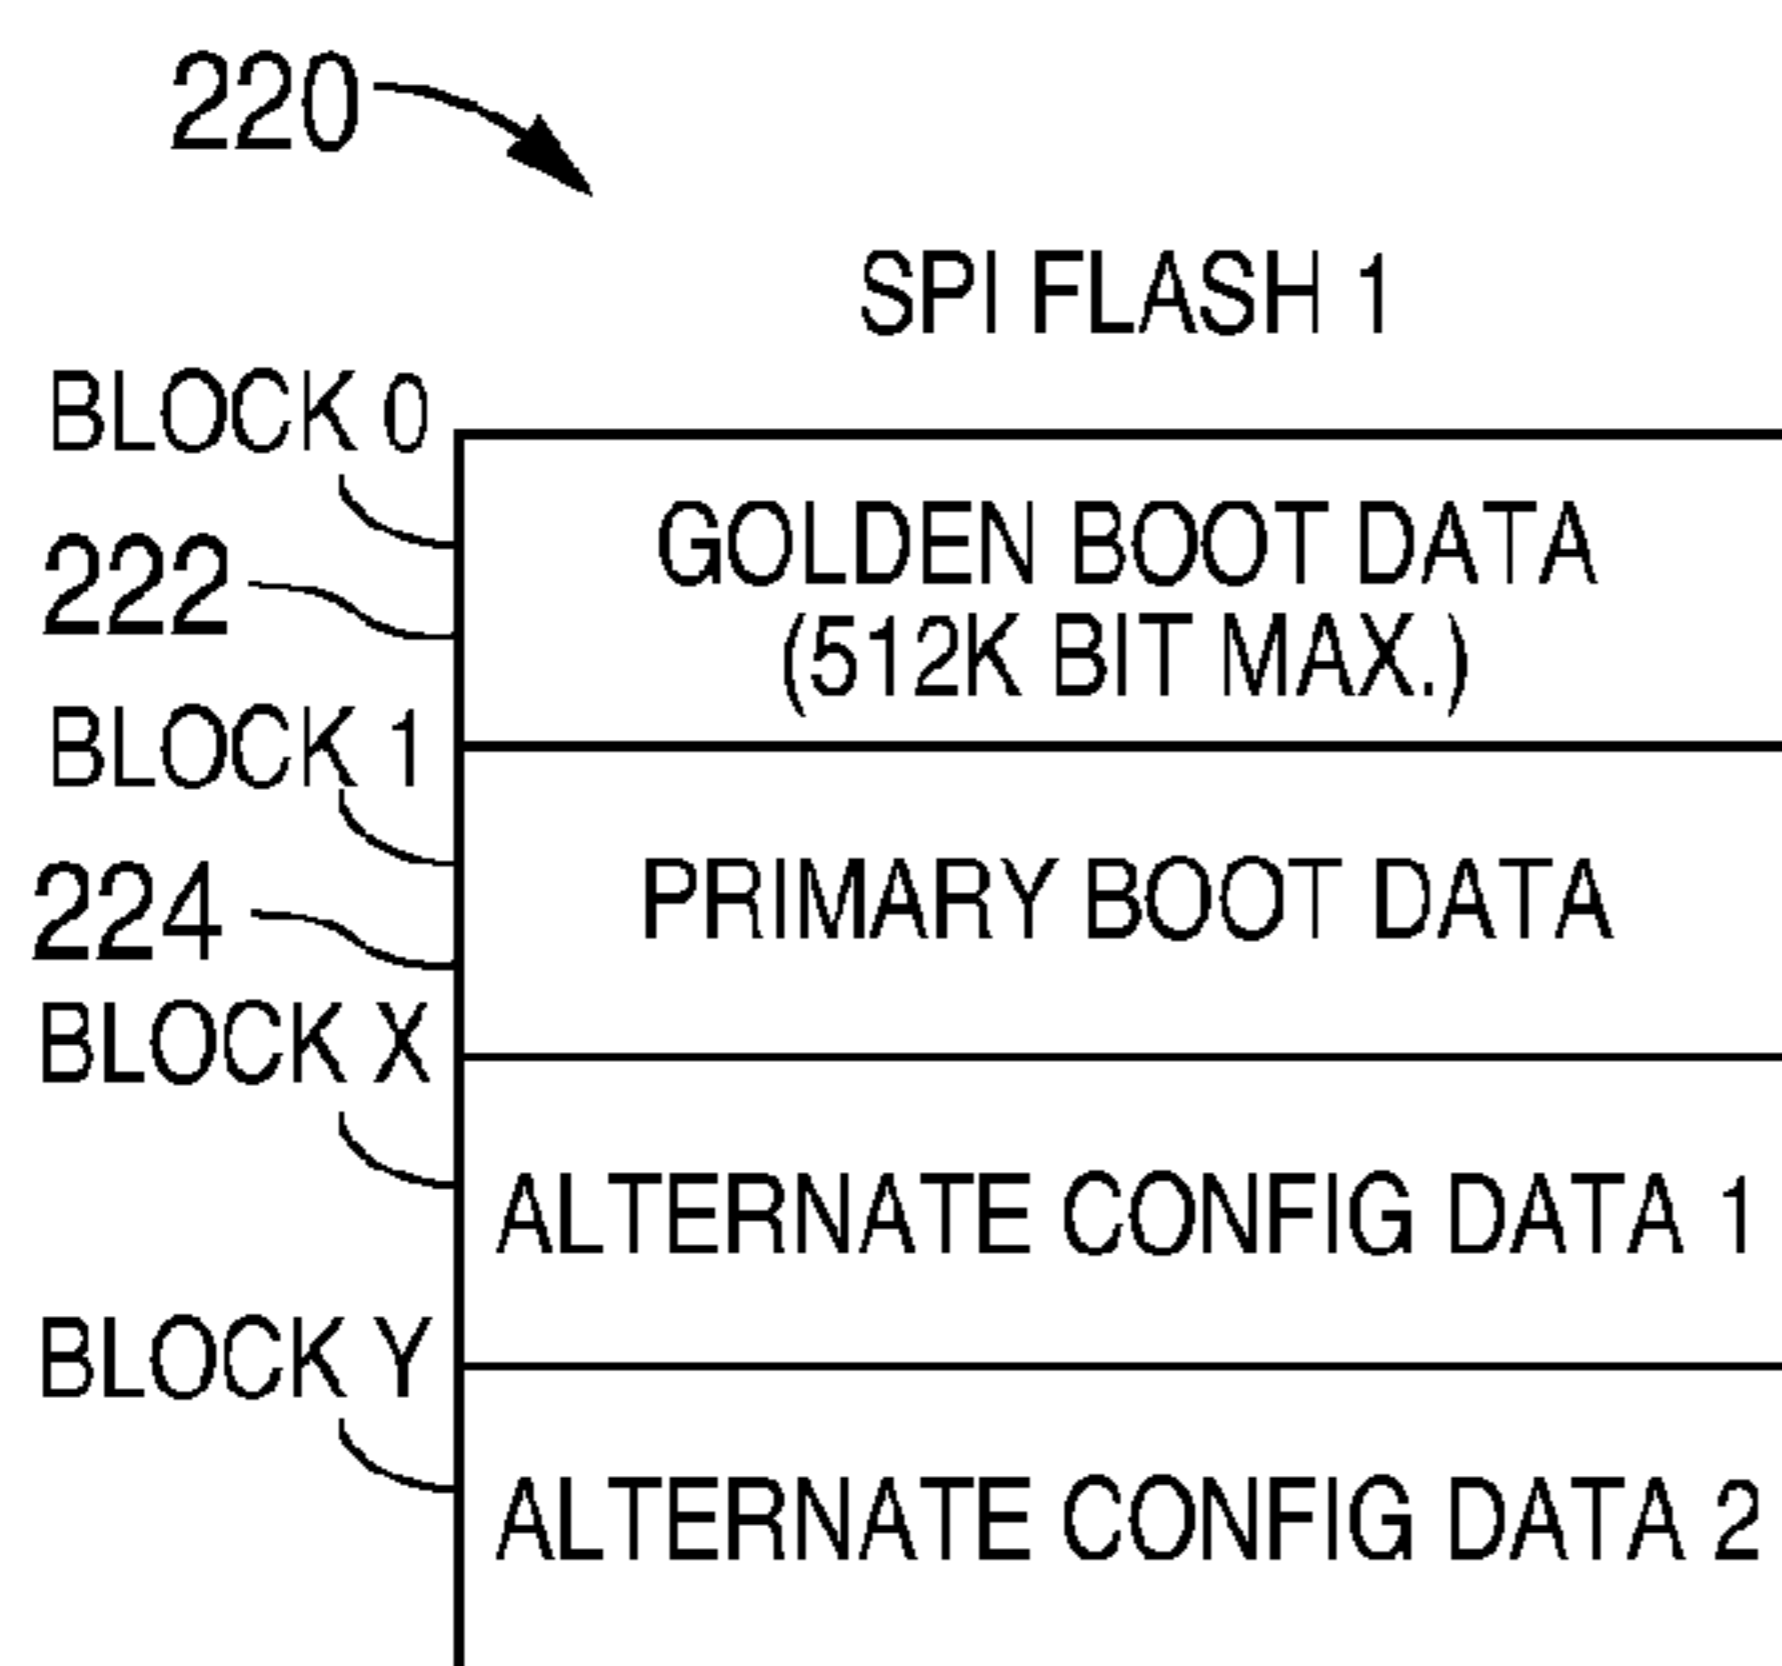 220
SPI FLASH 1
BLOCK 0
GOLDEN BOOT DATA
222
(512K BIT MAX.)
BLOCK 1
PRIMARY BOOT DATA
224
BLOCK X
ALTERNATE CONFIG DATA 1
BLOCK Y
ALTERNATE CONFIG DATA 2